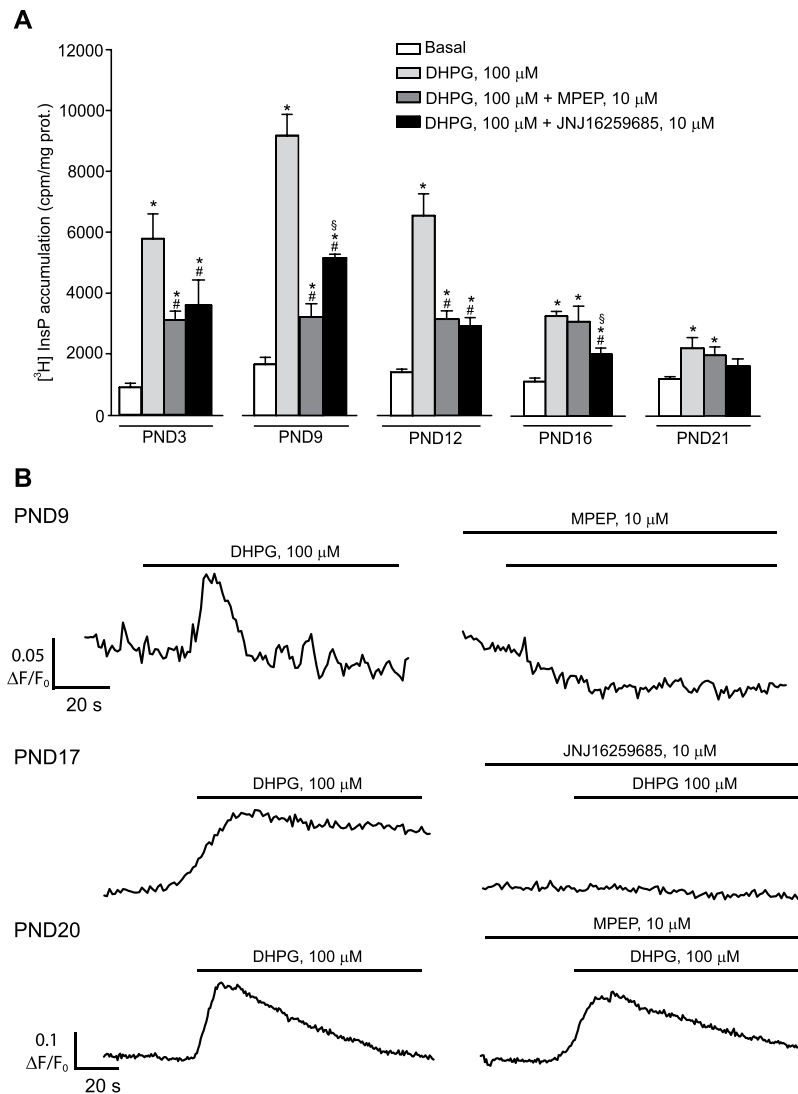 A
12000
10000
8000
6000
4000
2000
0
[³H] InsP accumulation (cpm/mg prot.)
Basal
DHPG, 100 µM
DHPG, 100 µM + MPEP, 10 µM
DHPG, 100 µM + JNJ16259685, 10 µM
*
*
#
*
#
*
*
#
§
*
#
*
*
#
*
#
*
*
§
*
#
*
*
PND3 PND9 PND12 PND16 PND21
B
PND9
DHPG, 100 µM
MPEP, 10 µM
0.05
ΔF/F₀
20 s
PND17
DHPG, 100 µM
JNJ16259685, 10 µM
DHPG 100 µM
PND20
DHPG, 100 µM
MPEP, 10 µM
DHPG, 100 µM
0.1
ΔF/F₀
20 s